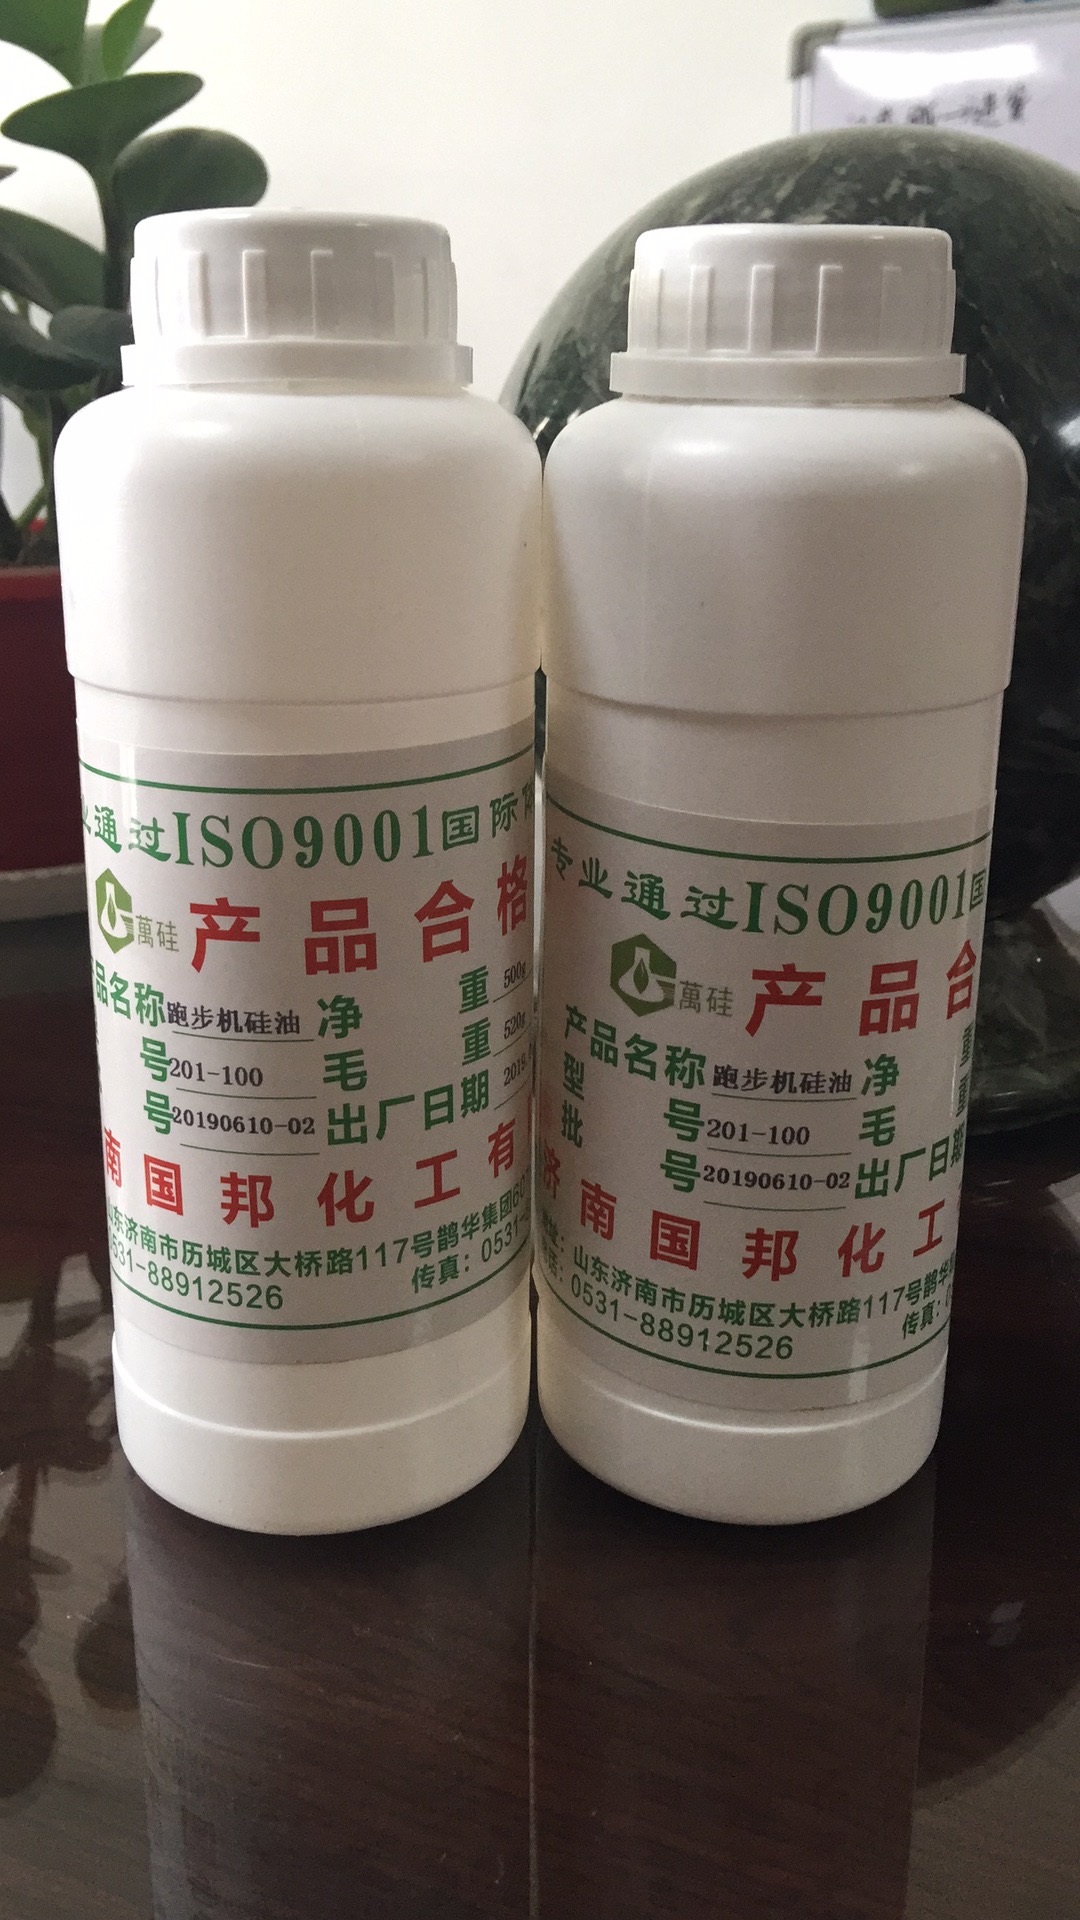 业通过ISO9001国际
萬硅
产品合格
品名称 跑步机硅油 净 重 500g
号 201-100 毛 重 520g
号 20190610-02 出厂日期 2019.
南国邦化工有
山东济南市历城区大桥路117号鹊华集团60
0531-88912526 传真：0531-
专业通过ISO9001国
萬硅
产品合
产品名称 跑步机硅油 净 重
型 号 201-100 毛 重
批 号 20190610-02 出厂日期
济南国邦化工
山东济南市历城区大桥路117号鹊华
0531-88912526 传真：0